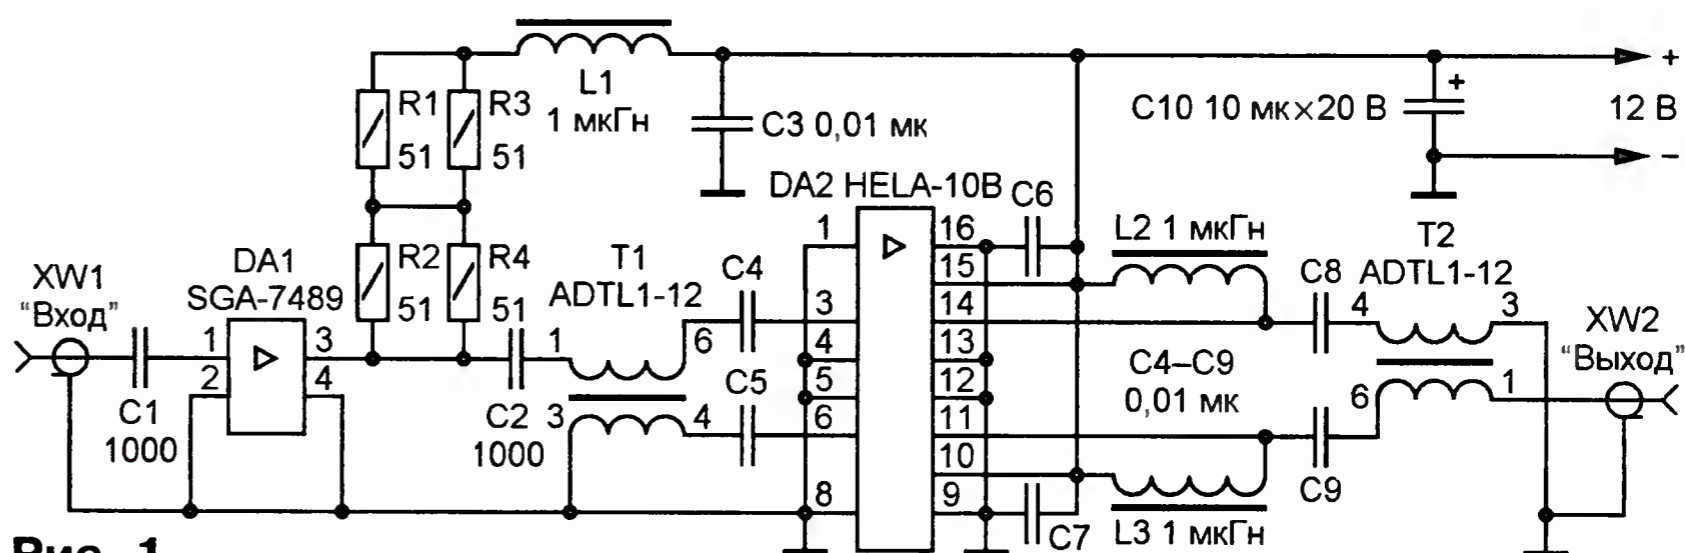 R1
51
R3
51
L1
1 мкГн
C3 0,01 мк
C10 10 мк×20 В
+
+
12 В
−
DA2 HELA-10B
C6
R2
51
R4
51
XW1
“Вход”
DA1
SGA-7489
T1
ADTL1-12
C4
L2 1 мкГн
T2
ADTL1-12
C8
XW2
“Выход”
1
2
3
4
C1
1000
C2
1000
1
6
3
4
C5
1
3
4
5
6
8
16
15
14
13
12
11
10
9
C4–C9
0,01 мк
4
3
6
1
C9
C7
L3 1 мкГн
Рис. 1